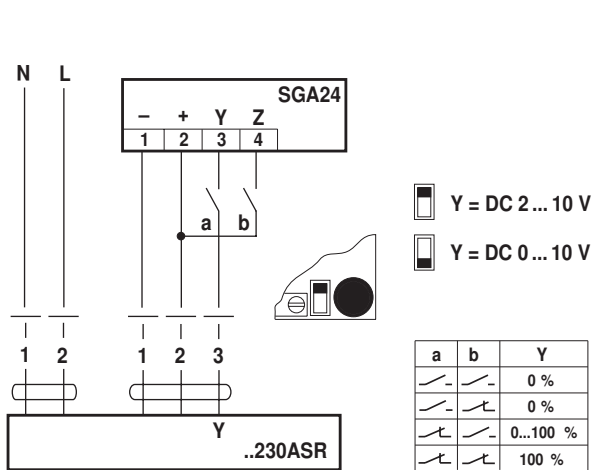 N L
SGA24
– + Y Z
1 2 3 4
a b
Y = DC 2 ... 10 V
Y = DC 0 ... 10 V
1 2 1 2 3
Y
..230ASR
a b Y
0 %
0 %
0...100 %
100 %